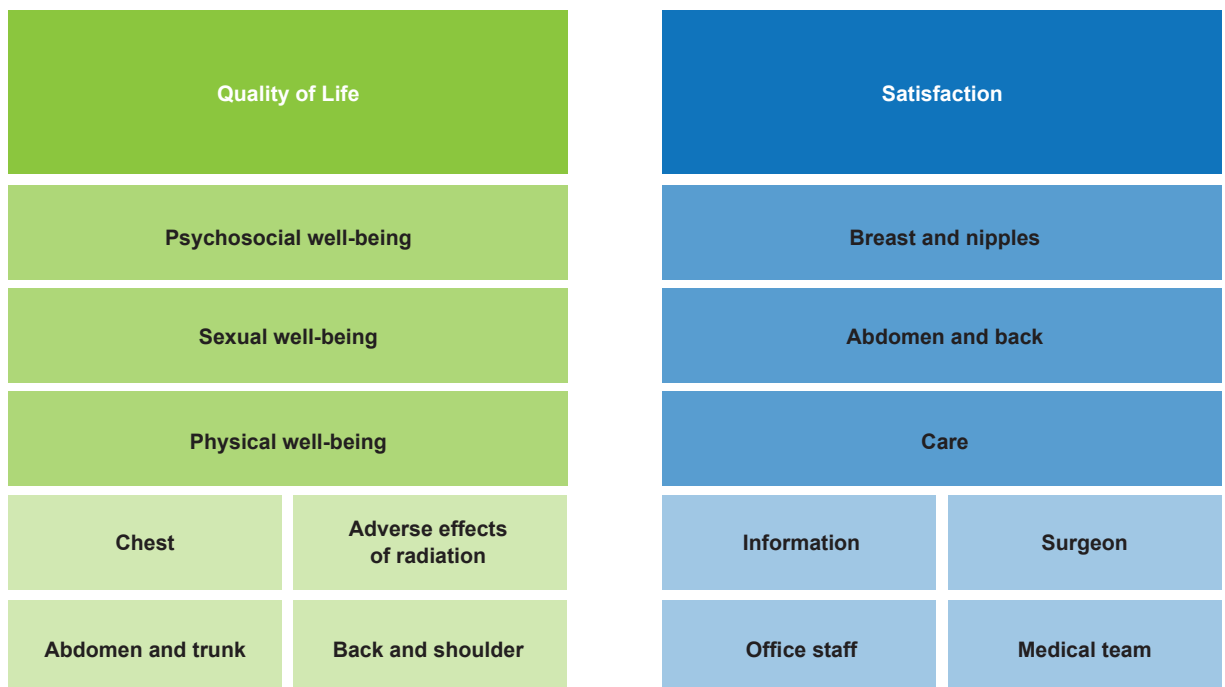 Quality of Life
Psychosocial well-being
Sexual well-being
Physical well-being
Chest
Adverse effects
of radiation
Abdomen and trunk
Back and shoulder
Satisfaction
Breast and nipples
Abdomen and back
Care
Information
Surgeon
Office staff
Medical team